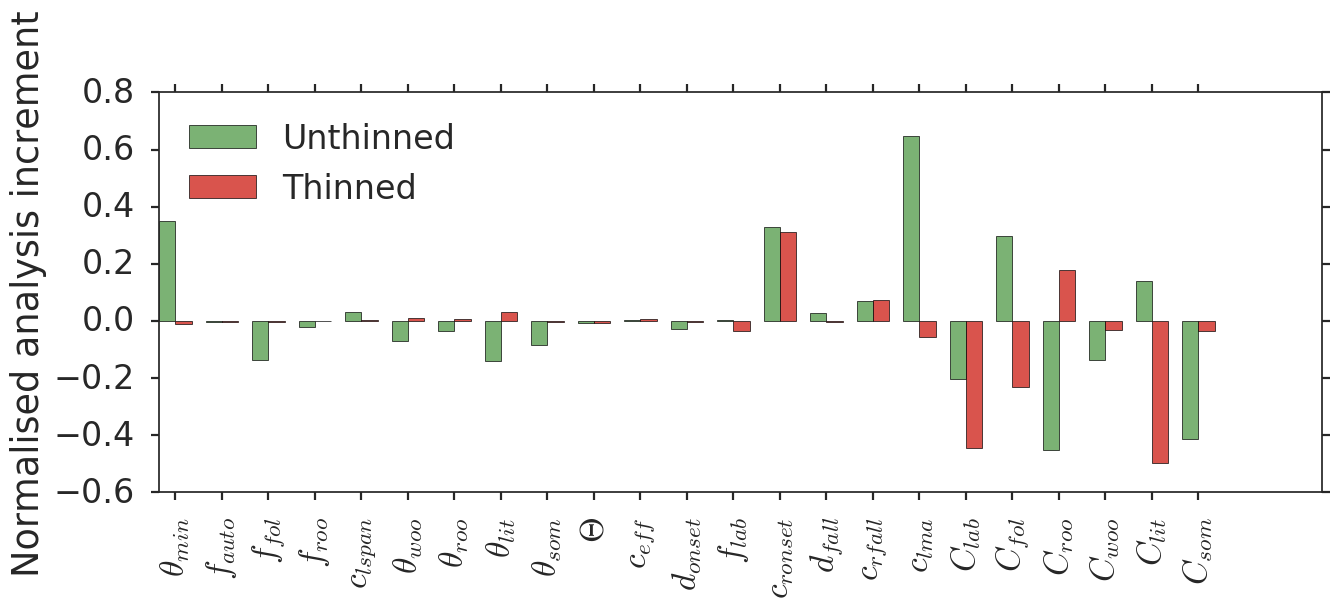 Normalised analysis increment
0.8
0.6
0.4
0.2
0.0
−0.2
−0.4
−0.6
Unthinned
Thinned
θmin
fauto
ffol
froo
clspan
θwoo
θroo
θlit
θsom
Θ
ceff
donset
flab
cronset
dfall
crfall
clma
Clab
Cfol
Croo
Cwoo
Clit
Csom